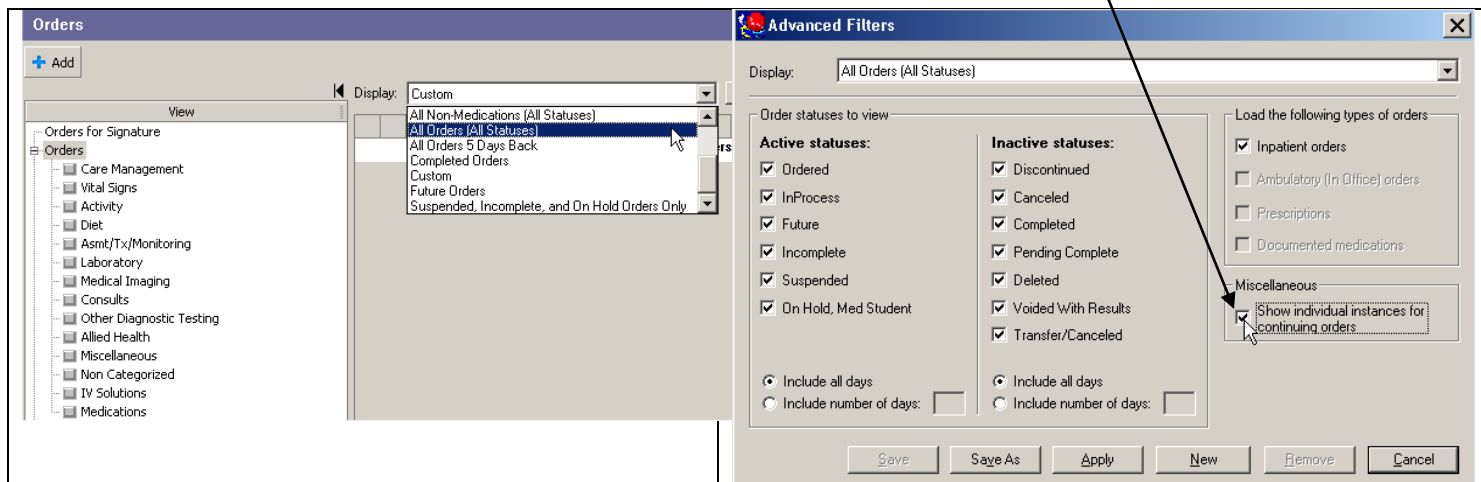 Orders
Add
Display: Custom
View
Orders for Signature
Orders
Care Management
Vital Signs
Activity
Diet
Asmt/Tx/Monitoring
Laboratory
Medical Imaging
Consults
Other Diagnostic Testing
Allied Health
Miscellaneous
Non Categorized
IV Solutions
Medications
All Non-Medications (All Statuses)
All Orders (All Statuses)
All Orders 5 Days Back
Completed Orders
Custom
Future Orders
Suspended, Incomplete, and On Hold Orders Only
Advanced Filters
Display: All Orders (All Statuses)
Order statuses to view
Active statuses:
Ordered
InProcess
Future
Incomplete
Suspended
On Hold, Med Student
Include all days
Include number of days:
Inactive statuses:
Discontinued
Canceled
Completed
Pending Complete
Deleted
Voided With Results
Transfer/Canceled
Include all days
Include number of days:
Load the following types of orders
Inpatient orders
Ambulatory (In Office) orders
Prescriptions
Documented medications
Miscellaneous
Show individual instances for
continuing orders
Save
Save As
Apply
New
Remove
Cancel